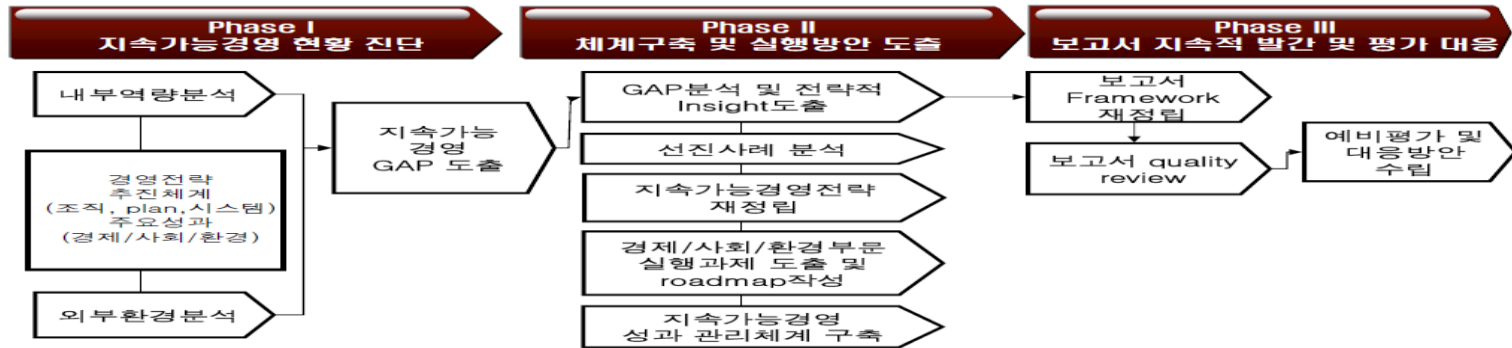 Phase I
지속가능경영 현황 진단
Phase II
체계구축 및 실행방안 도출
Phase III
보고서 지속적 발간 및 평가 대응
내부역량분석
경영전략
추진체계
(조직, plan,시스템)
주요성과
(경제/사회/환경)
외부환경분석
지속가능
경영
GAP 도출
GAP분석 및 전략적
Insight도출
선진사례 분석
지속가능경영전략
재정립
경제/사회/환경부문
실행과제 도출 및
roadmap작성
지속가능경영
성과 관리체계 구축
보고서
Framework
재정립
보고서 quality
review
예비평가 및
대응방안
수립